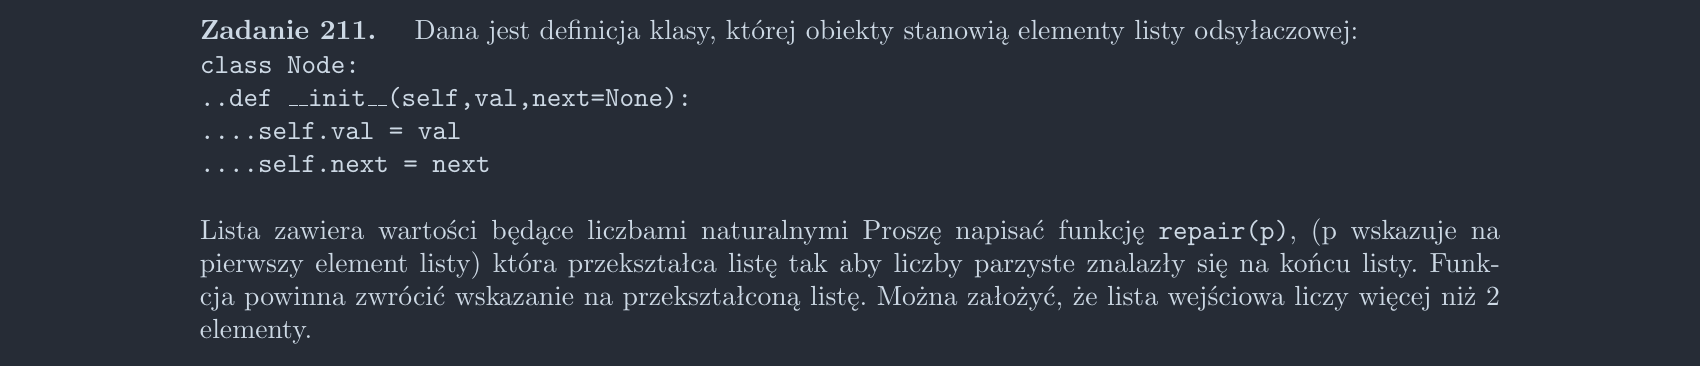 Zadanie 211. Dana jest definicja klasy, której obiekty stanowią elementy listy odsyłaczowej:
class Node:
..def __init__(self,val,next=None):
....self.val = val
....self.next = next
Lista zawiera wartości będące liczbami naturalnymi Proszę napisać funkcję repair(p), (p wskazuje na
pierwszy element listy) która przekształca listę tak aby liczby parzyste znalazły się na końcu listy. Funk-
cja powinna zwrócić wskazanie na przekształconą listę. Można założyć, że lista wejściowa liczy więcej niż 2
elementy.